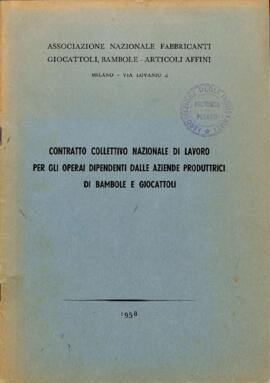 ASSOCIAZIONE NAZIONALE FABBRICANTI
GIOCATTOLI, BAMBOLE - ARTICOLI AFFINI
MILANO - VIA LOVANIO 4
CONTRATTO COLLETTIVO NAZIONALE DI LAVORO
PER GLI OPERAI DIPENDENTI DALLE AZIENDE PRODUTTRICI
DI BAMBOLE E GIOCATTOLI
1958